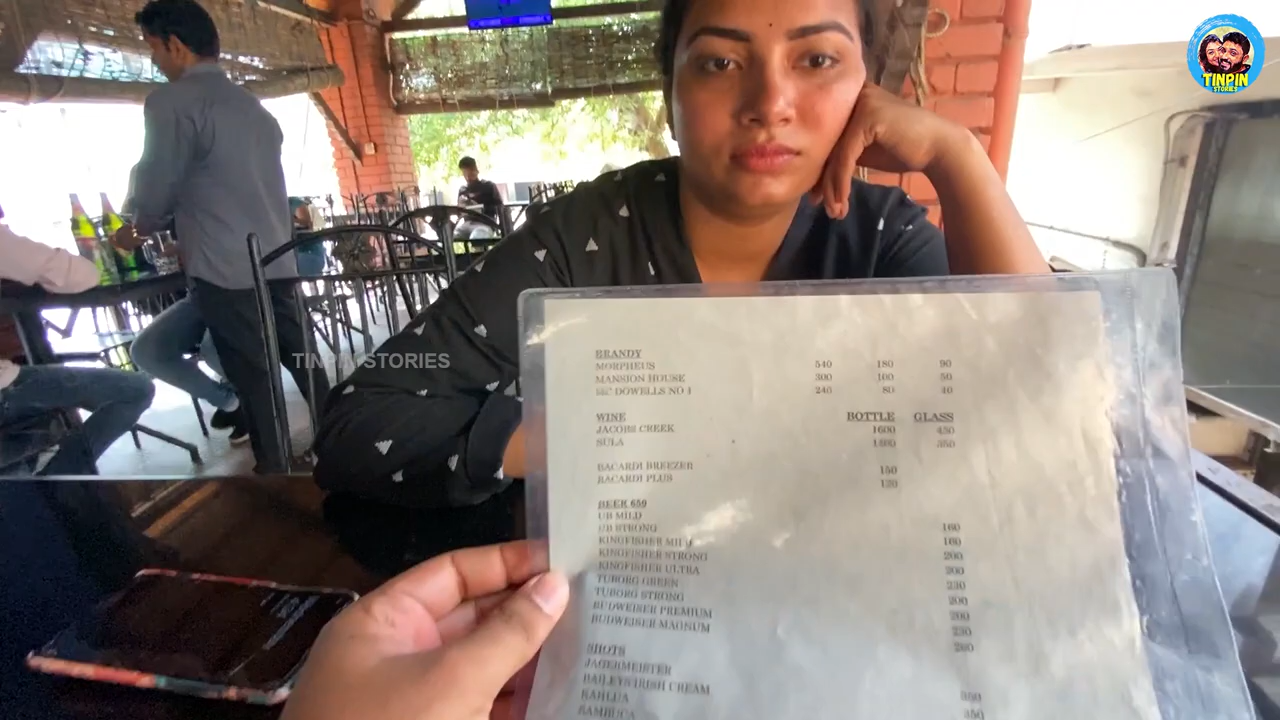 TINPIN
STORIES
TINPIN STORIES
BRANDY
MORPHEUS 540 180 90
MANSION HOUSE 300 100 50
DOWELLS NO 1 240 80 40
WINE BOTTLE GLASS
JACOBS CREEK 1600 450
SULA 350
BACARDI BREEZER 150
BACARDI PLUS 120
BEER 650
UB MILD
UB STRONG 160
KINGFISHER MILD 160
KINGFISHER STRONG 200
KINGFISHER ULTRA 200
TUBORG GREEN 230
TUBORG STRONG 200
BUDWEISER PREMIUM 200
BUDWEISER MAGNUM 230
SHOTS
JAGERMEISTER
BAILEYS IRISH CREAM
KAHLUA 350
SAMBUCA 350